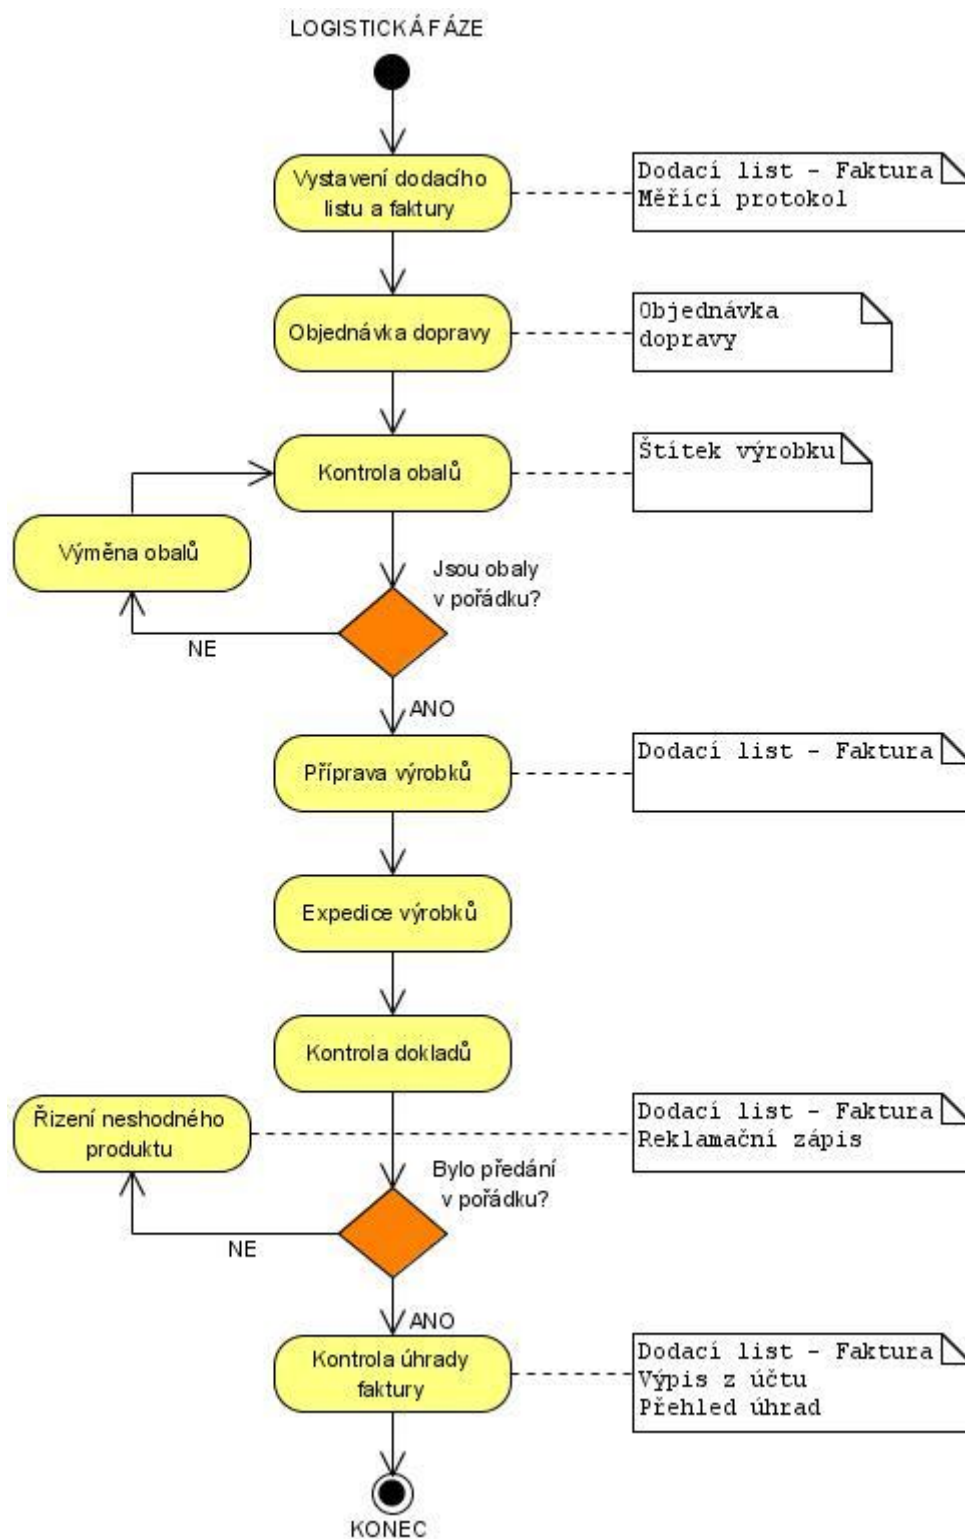 LOGISTICKÁ FÁZE
Vystavení dodacího
listu a faktury
Dodací list - Faktura
Měřící protokol
Objednávka dopravy
Objednávka
dopravy
Kontrola obalů
Štítek výrobku
Výměna obalů
Jsou obaly
v pořádku?
NE
ANO
Příprava výrobků
Dodací list - Faktura
Expedice výrobků
Kontrola dokladů
Řizení neshodného
produktu
Dodací list - Faktura
Reklamační zápis
Bylo předání
v pořádku?
NE
ANO
Kontrola úhrady
faktury
Dodací list - Faktura
Výpis z účtu
Přehled úhrad
KONEC